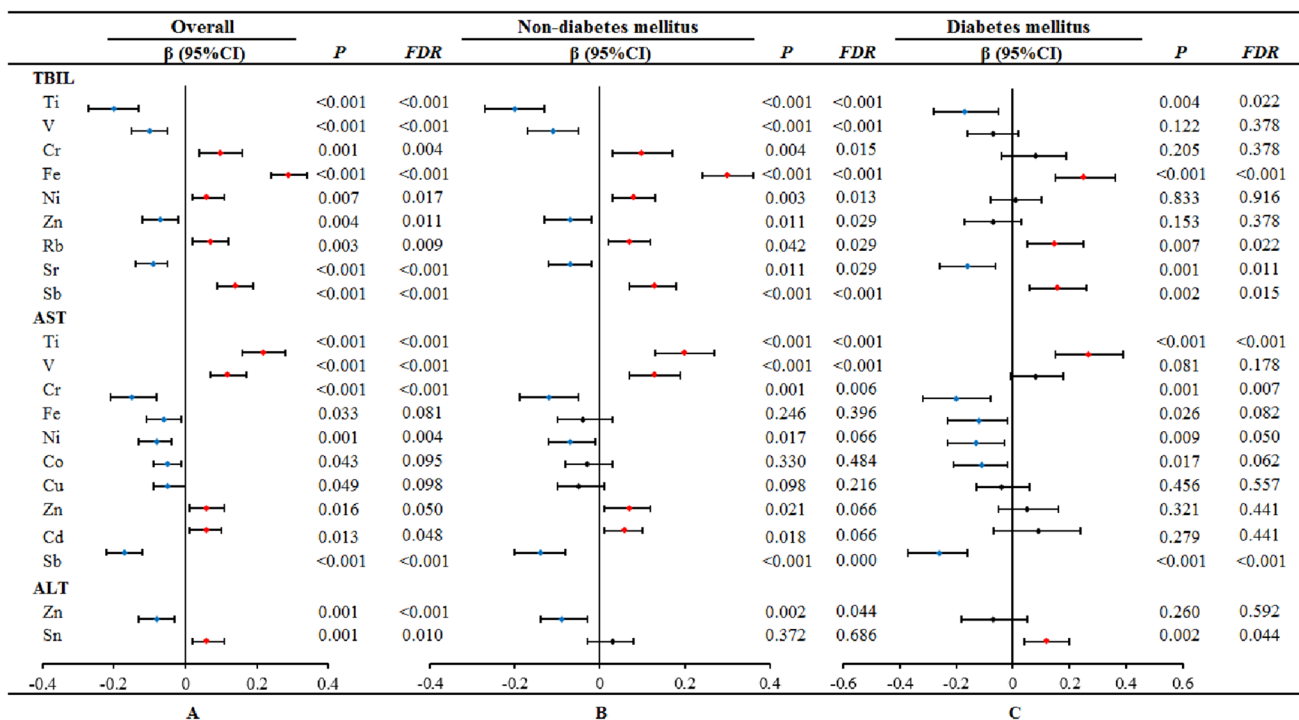 Overall Non-diabetes mellitus Diabetes mellitus
β (95%CI) P FDR β (95%CI) P FDR β (95%CI) P FDR
TBIL
Ti <0.001 <0.001 <0.001 <0.001 0.004 0.022
V <0.001 <0.001 <0.001 <0.001 0.122 0.378
Cr 0.001 0.004 0.004 0.015 0.205 0.378
Fe <0.001 <0.001 <0.001 <0.001 <0.001 <0.001
Ni 0.007 0.017 0.003 0.013 0.833 0.916
Zn 0.004 0.011 0.011 0.029 0.153 0.378
Rb 0.003 0.009 0.042 0.029 0.007 0.022
Sr <0.001 <0.001 0.011 0.029 0.001 0.011
Sb <0.001 <0.001 <0.001 <0.001 0.002 0.015
AST
Ti <0.001 <0.001 <0.001 <0.001 <0.001 <0.001
V <0.001 <0.001 <0.001 <0.001 0.081 0.178
Cr <0.001 <0.001 0.001 0.006 0.001 0.007
Fe 0.033 0.081 0.246 0.396 0.026 0.082
Ni 0.001 0.004 0.017 0.066 0.009 0.050
Co 0.043 0.095 0.330 0.484 0.017 0.062
Cu 0.049 0.098 0.098 0.216 0.456 0.557
Zn 0.016 0.050 0.021 0.066 0.321 0.441
Cd 0.013 0.048 0.018 0.066 0.279 0.441
Sb <0.001 <0.001 <0.001 0.000 <0.001 <0.001
ALT
Zn 0.001 <0.001 0.002 0.044 0.260 0.592
Sn 0.001 0.010 0.372 0.686 0.002 0.044
-0.4 -0.2 0 0.2 0.4 -0.4 -0.2 0 0.2 0.4 -0.6 -0.4 -0.2 0 0.2 0.4 0.6
A B C